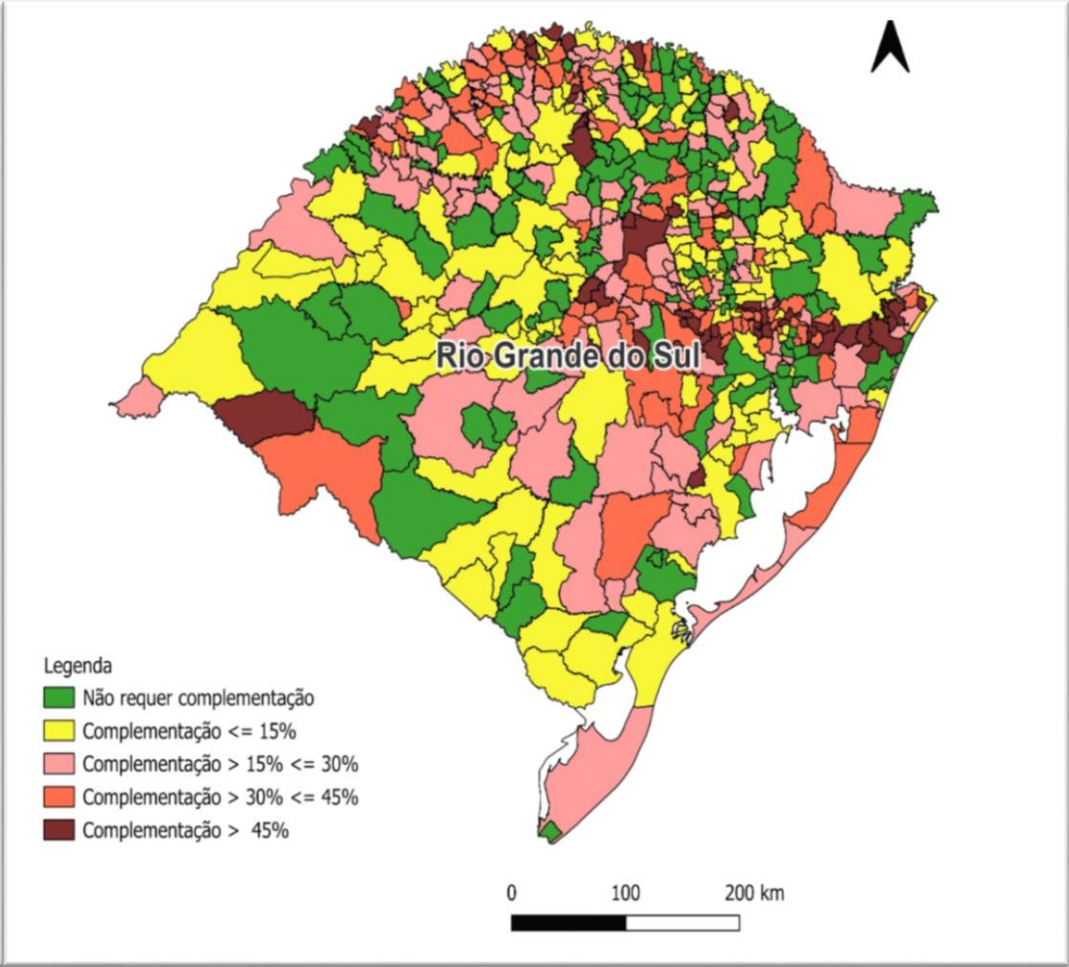 Rio Grande do Sul
Legenda
Não requer complementação
Complementação <= 15%
Complementação > 15% <= 30%
Complementação > 30% <= 45%
Complementação >  45%
0 100 200 km